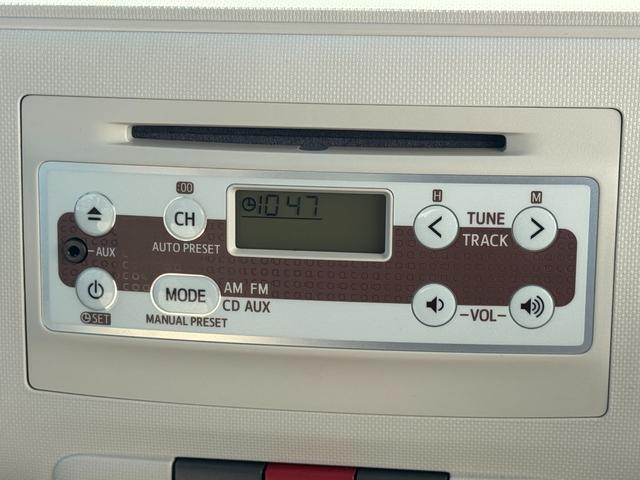 :00
H
M
10 47
CH
TUNE
TRACK
AUTO PRESET
AUX
MODE
AM FM
CD AUX
MANUAL PRESET
SET
-VOL-